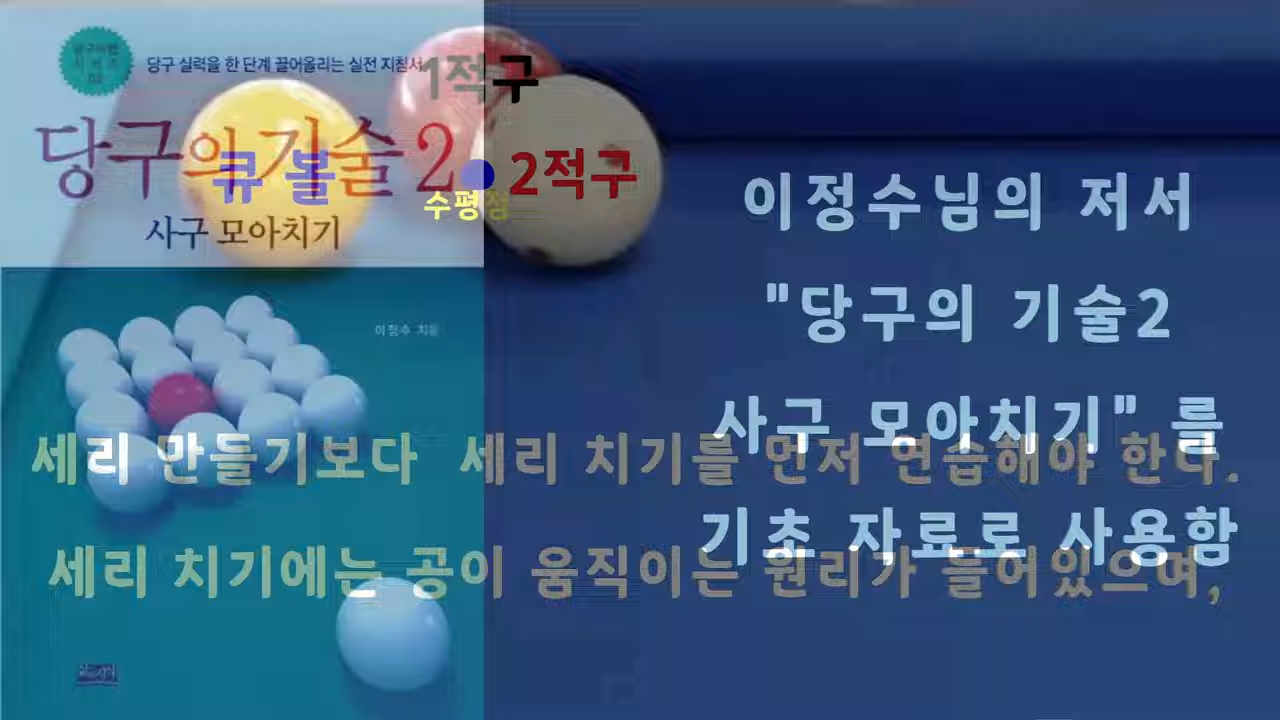 당구 실력을 한 단계 끌어올리는 실전 지침서
당구의 기술 2
사구 모아치기
이정수 지음
1적구
큐 볼
2적구
수평점
이정수님의 저서
"당구의 기술2
사구 모아치기" 를
기초 자료로 사용함
세리 만들기보다 세리 치기를 먼저 연습해야 한다.
세리 치기에는 공이 움직이는 원리가 들어있으며,